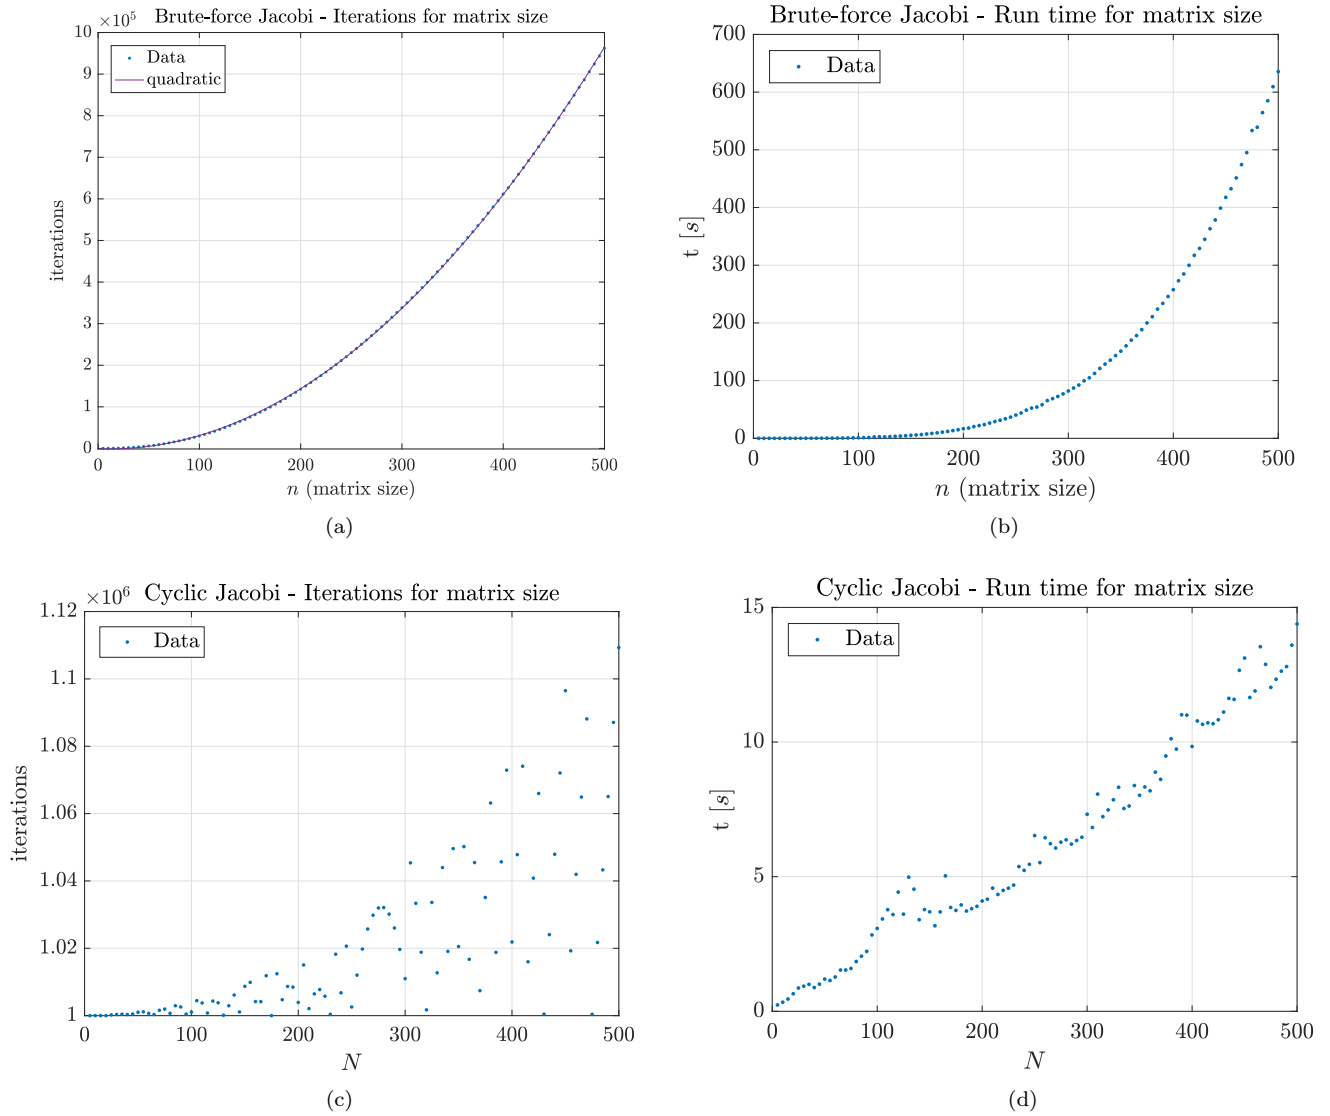 Brute-force Jacobi - Iterations for matrix size
×10^5
10
9
8
7
6
5
4
3
2
1
0
iterations
Data
quadratic
0 100 200 300 400 500
n (matrix size)
(a)
Brute-force Jacobi - Run time for matrix size
700
600
500
400
300
200
100
0
t [s]
Data
0 100 200 300 400 500
n (matrix size)
(b)
Cyclic Jacobi - Iterations for matrix size
×10^6
1.12
1.1
1.08
1.06
1.04
1.02
1
iterations
Data
0 100 200 300 400 500
N
(c)
Cyclic Jacobi - Run time for matrix size
15
10
5
0
t [s]
Data
0 100 200 300 400 500
N
(d)